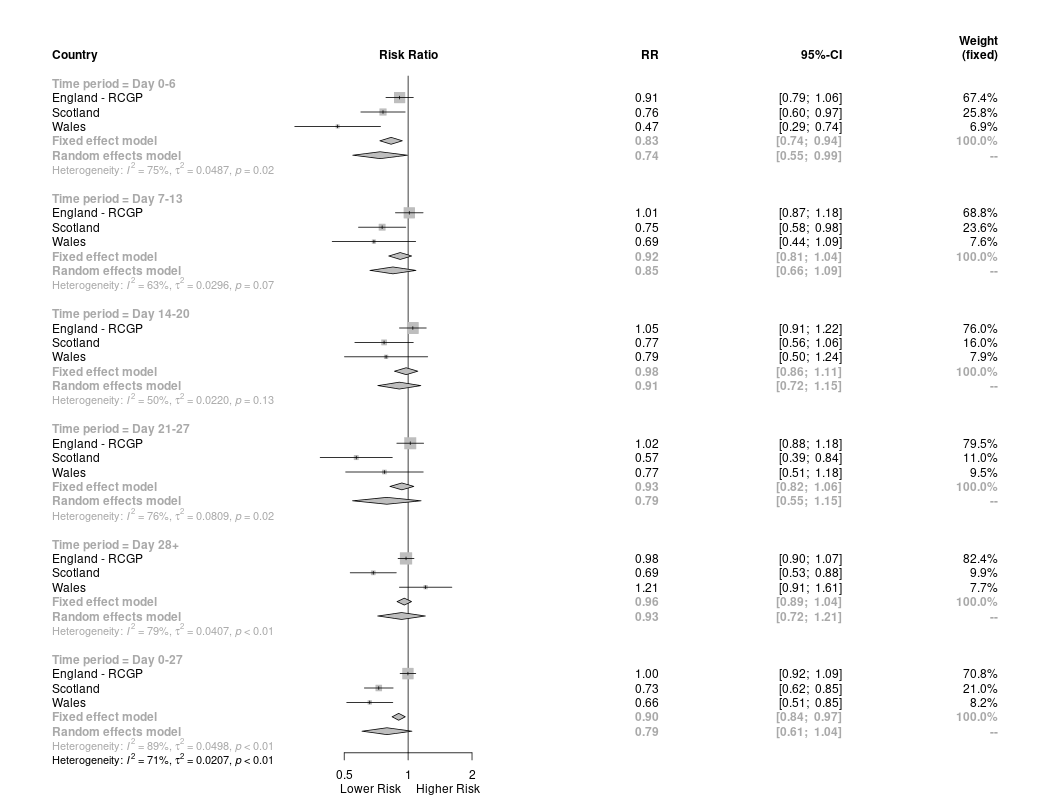 Weight
Country Risk Ratio RR 95%-CI (fixed)
Time period = Day 0-6
England - RCGP 0.91 [0.79; 1.06] 67.4%
Scotland 0.76 [0.60; 0.97] 25.8%
Wales 0.47 [0.29; 0.74] 6.9%
Fixed effect model 0.83 [0.74; 0.94] 100.0%
Random effects model 0.74 [0.55; 0.99] --
Heterogeneity: I² = 75%, τ² = 0.0487, p = 0.02
Time period = Day 7-13
England - RCGP 1.01 [0.87; 1.18] 68.8%
Scotland 0.75 [0.58; 0.98] 23.6%
Wales 0.69 [0.44; 1.09] 7.6%
Fixed effect model 0.92 [0.81; 1.04] 100.0%
Random effects model 0.85 [0.66; 1.09] --
Heterogeneity: I² = 63%, τ² = 0.0296, p = 0.07
Time period = Day 14-20
England - RCGP 1.05 [0.91; 1.22] 76.0%
Scotland 0.77 [0.56; 1.06] 16.0%
Wales 0.79 [0.50; 1.24] 7.9%
Fixed effect model 0.98 [0.86; 1.11] 100.0%
Random effects model 0.91 [0.72; 1.15] --
Heterogeneity: I² = 50%, τ² = 0.0220, p = 0.13
Time period = Day 21-27
England - RCGP 1.02 [0.88; 1.18] 79.5%
Scotland 0.57 [0.39; 0.84] 11.0%
Wales 0.77 [0.51; 1.18] 9.5%
Fixed effect model 0.93 [0.82; 1.06] 100.0%
Random effects model 0.79 [0.55; 1.15] --
Heterogeneity: I² = 76%, τ² = 0.0809, p = 0.02
Time period = Day 28+
England - RCGP 0.98 [0.90; 1.07] 82.4%
Scotland 0.69 [0.53; 0.88] 9.9%
Wales 1.21 [0.91; 1.61] 7.7%
Fixed effect model 0.96 [0.89; 1.04] 100.0%
Random effects model 0.93 [0.72; 1.21] --
Heterogeneity: I² = 79%, τ² = 0.0407, p < 0.01
Time period = Day 0-27
England - RCGP 1.00 [0.92; 1.09] 70.8%
Scotland 0.73 [0.62; 0.85] 21.0%
Wales 0.66 [0.51; 0.85] 8.2%
Fixed effect model 0.90 [0.84; 0.97] 100.0%
Random effects model 0.79 [0.61; 1.04] --
Heterogeneity: I² = 89%, τ² = 0.0498, p < 0.01
Heterogeneity: I² = 71%, τ² = 0.0207, p < 0.01
0.5 1 2
Lower Risk Higher Risk